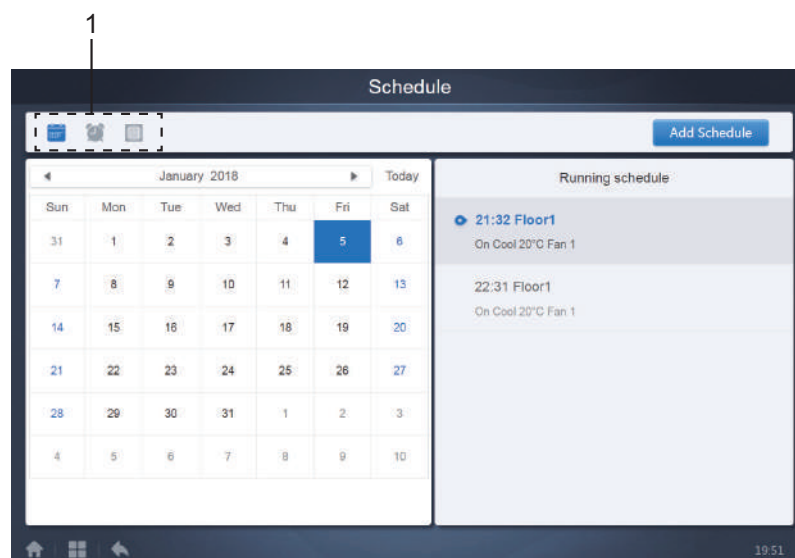 1
Schedule
Add Schedule
January 2018 Today
Sun Mon Tue Wed Thu Fri Sat
31 1 2 3 4 5 6
7 8 9 10 11 12 13
14 15 16 17 18 19 20
21 22 23 24 25 26 27
28 29 30 31 1 2 3
4 5 6 7 8 9 10
Running schedule
21:32 Floor1
On Cool 20°C Fan 1
22:31 Floor1
On Cool 20°C Fan 1
19:51